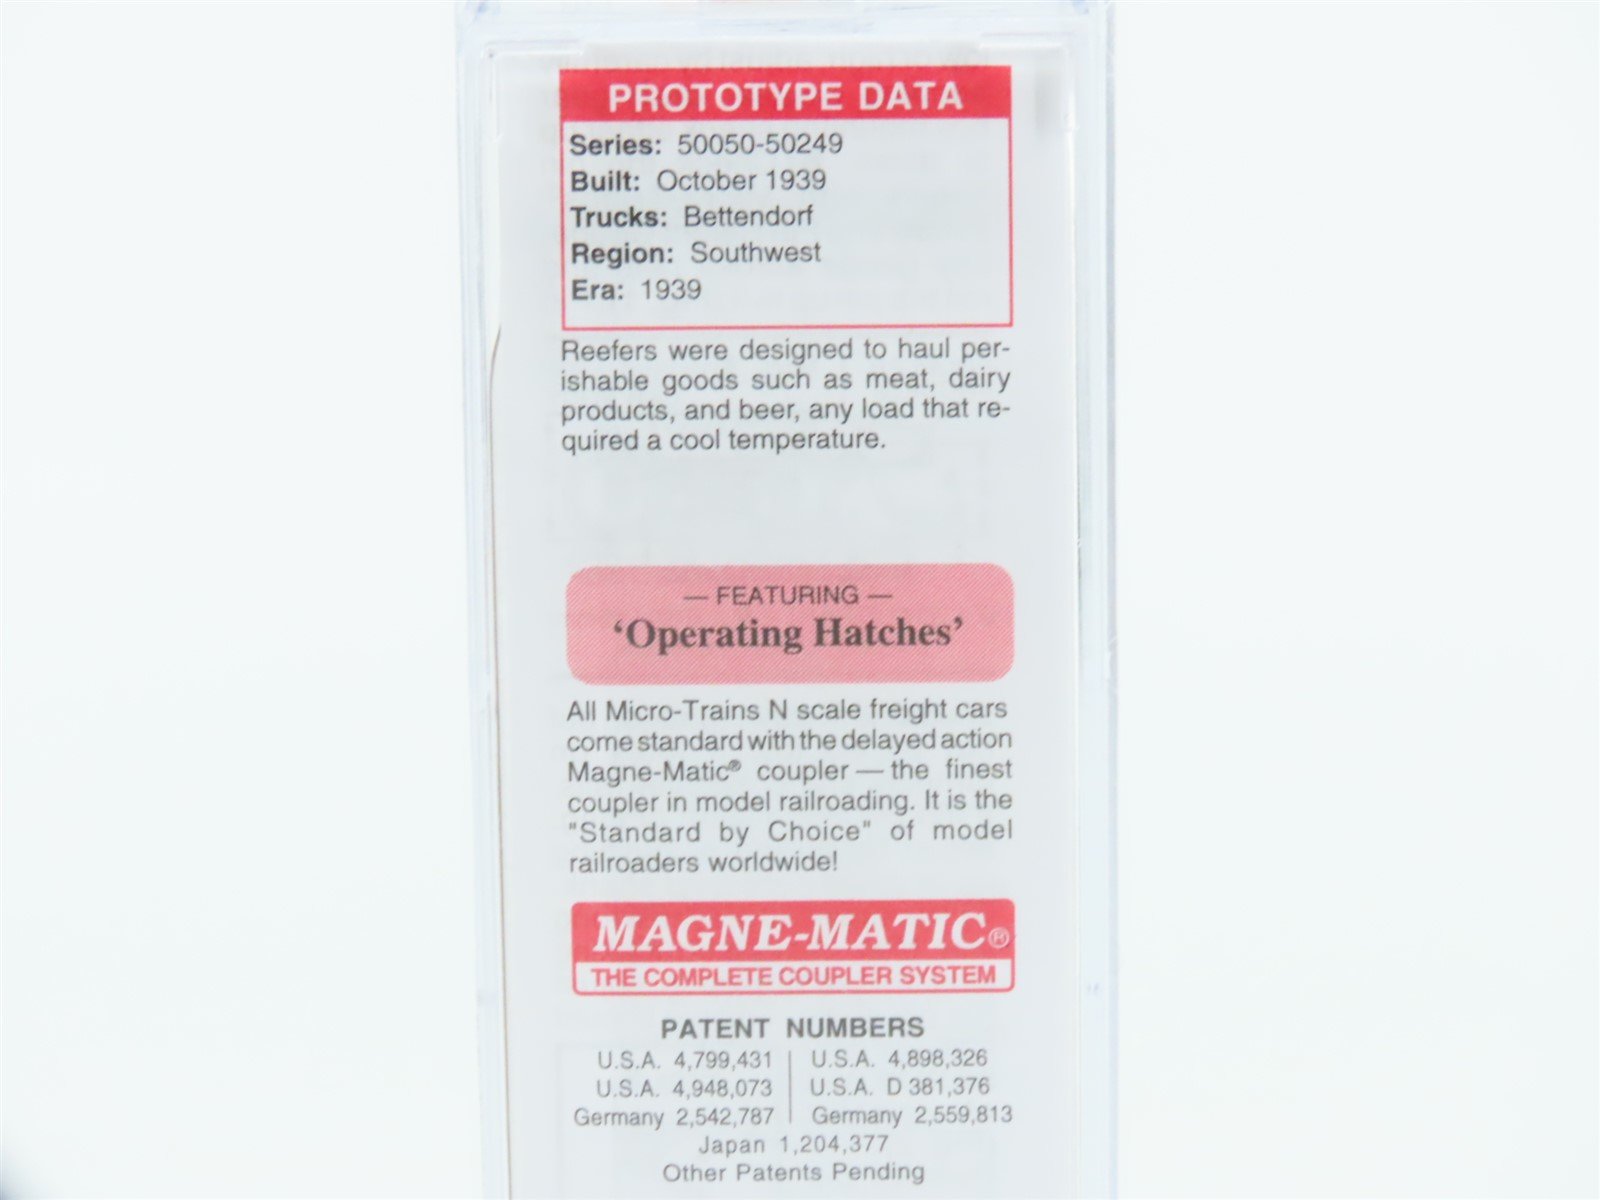 PROTOTYPE DATA
Series: 50050-50249
Built: October 1939
Trucks: Bettendorf
Region: Southwest
Era: 1939
Reefers were designed to haul per-
ishable goods such as meat, dairy
products, and beer, any load that re-
quired a cool temperature.
— FEATURING —
‘Operating Hatches’
All Micro-Trains N scale freight cars
come standard with the delayed action
Magne-Matic® coupler — the finest
coupler in model railroading. It is the
"Standard by Choice" of model
railroaders worldwide!
MAGNE-MATIC®
THE COMPLETE COUPLER SYSTEM
PATENT NUMBERS
U.S.A. 4,799,431 | U.S.A. 4,898,326
U.S.A. 4,948,073 | U.S.A. D 381,376
Germany 2,542,787 | Germany 2,559,813
Japan 1,204,377
Other Patents Pending